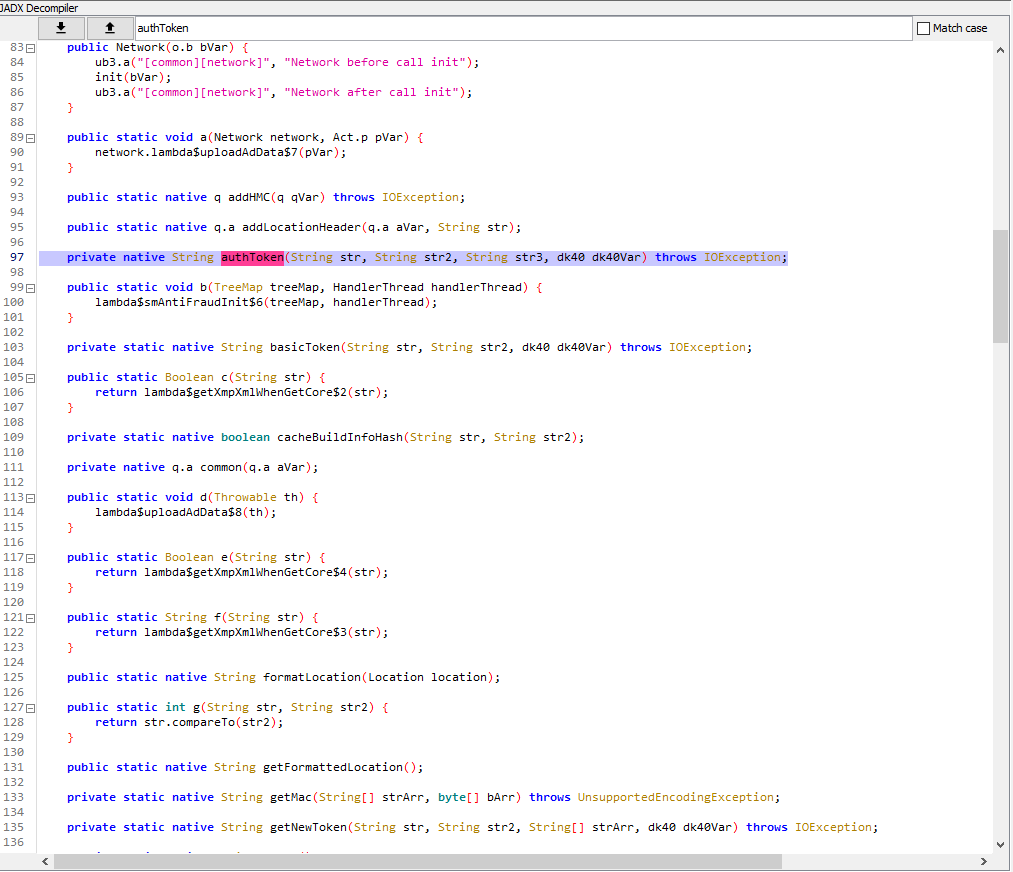 JADX Decompiler
authToken Match case
83 public Network(o.b bVar) {
84 ub3.a("[common][network]", "Network before call init");
85 init(bVar);
86 ub3.a("[common][network]", "Network after call init");
87 }
88
89 public static void a(Network network, Act.p pVar) {
90 network.lambda$uploadAdData$7(pVar);
91 }
92
93 public static native q addHMC(q qVar) throws IOException;
94
95 public static native q.a addLocationHeader(q.a aVar, String str);
96
97 private native String authToken(String str, String str2, String str3, dk40 dk40Var) throws IOException;
98
99 public static void b(TreeMap treeMap, HandlerThread handlerThread) {
100 lambda$smAntiFraudInit$6(treeMap, handlerThread);
101 }
102
103 private static native String basicToken(String str, String str2, dk40 dk40Var) throws IOException;
104
105 public static Boolean c(String str) {
106 return lambda$getXmpXmlWhenGetCore$2(str);
107 }
108
109 private static native boolean cacheBuildInfoHash(String str, String str2);
110
111 private native q.a common(q.a aVar);
112
113 public static void d(Throwable th) {
114 lambda$uploadAdData$8(th);
115 }
116
117 public static Boolean e(String str) {
118 return lambda$getXmpXmlWhenGetCore$4(str);
119 }
120
121 public static String f(String str) {
122 return lambda$getXmpXmlWhenGetCore$3(str);
123 }
124
125 public static native String formatLocation(Location location);
126
127 public static int g(String str, String str2) {
128 return str.compareTo(str2);
129 }
130
131 public static native String getFormattedLocation();
132
133 private static native String getMac(String[] strArr, byte[] bArr) throws UnsupportedEncodingException;
134
135 private static native String getNewToken(String str, String str2, String[] strArr, dk40 dk40Var) throws IOException;
136